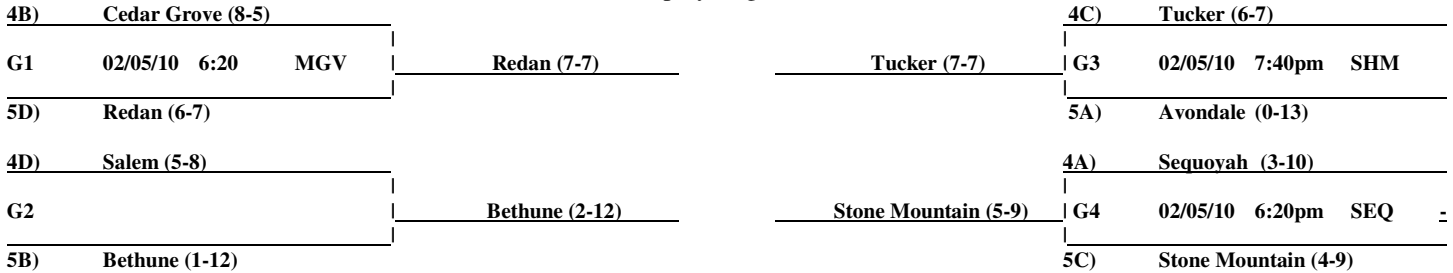 4B) Cedar Grove (8-5) 4C) Tucker (6-7)
G1 02/05/10 6:20 MGV Redan (7-7) Tucker (7-7) G3 02/05/10 7:40pm SHM
5D) Redan (6-7) 5A) Avondale (0-13)
4D) Salem (5-8) 4A) Sequoyah (3-10)
G2 Bethune (2-12) Stone Mountain (5-9) G4 02/05/10 6:20pm SEQ -
5B) Bethune (1-12) 5C) Stone Mountain (4-9)